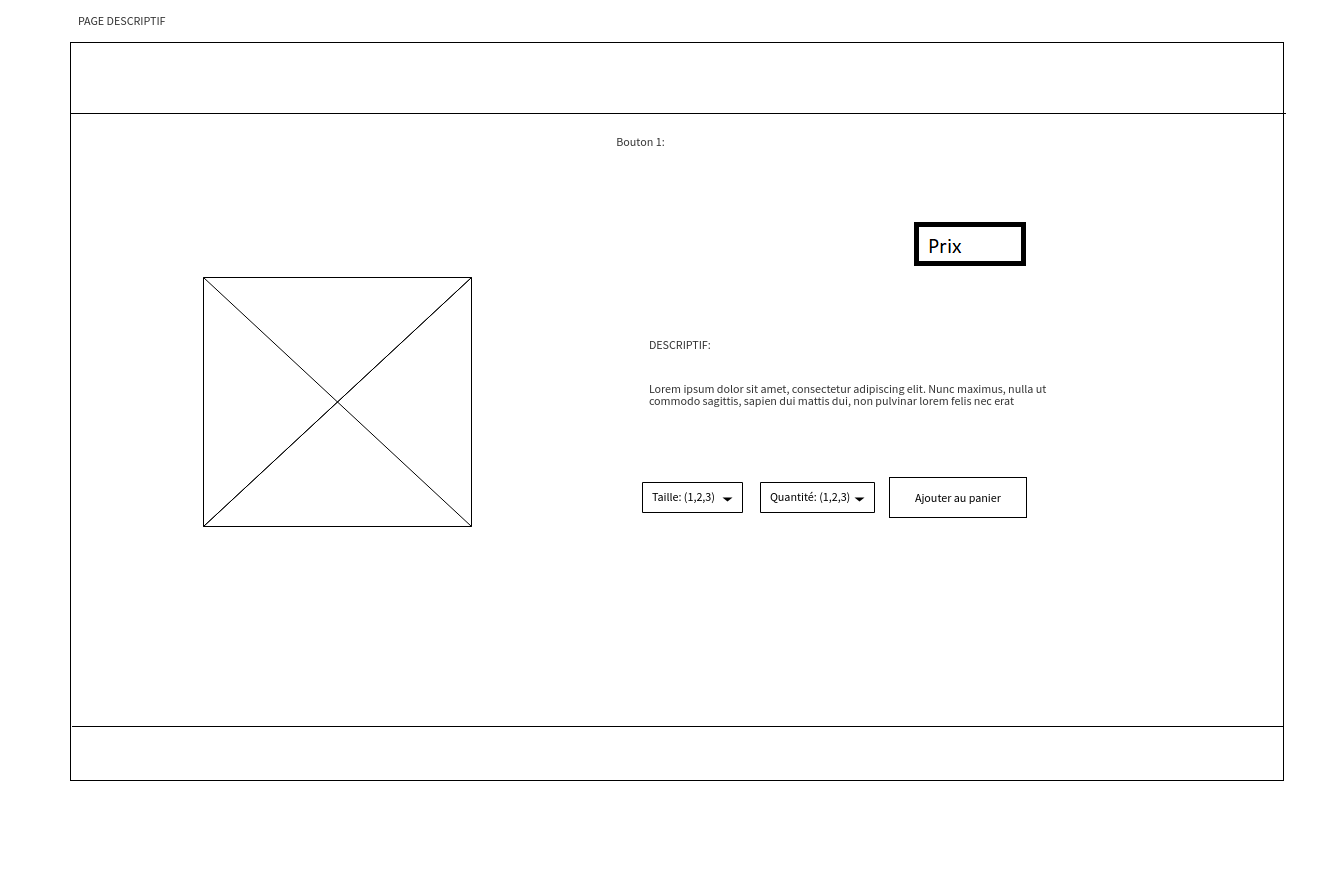 PAGE DESCRIPTIF
Bouton 1:
Prix
DESCRIPTIF:
Lorem ipsum dolor sit amet, consectetur adipiscing elit. Nunc maximus, nulla ut
commodo sagittis, sapien dui mattis dui, non pulvinar lorem felis nec erat
Taille: (1,2,3)
Quantité: (1,2,3)
Ajouter au panier